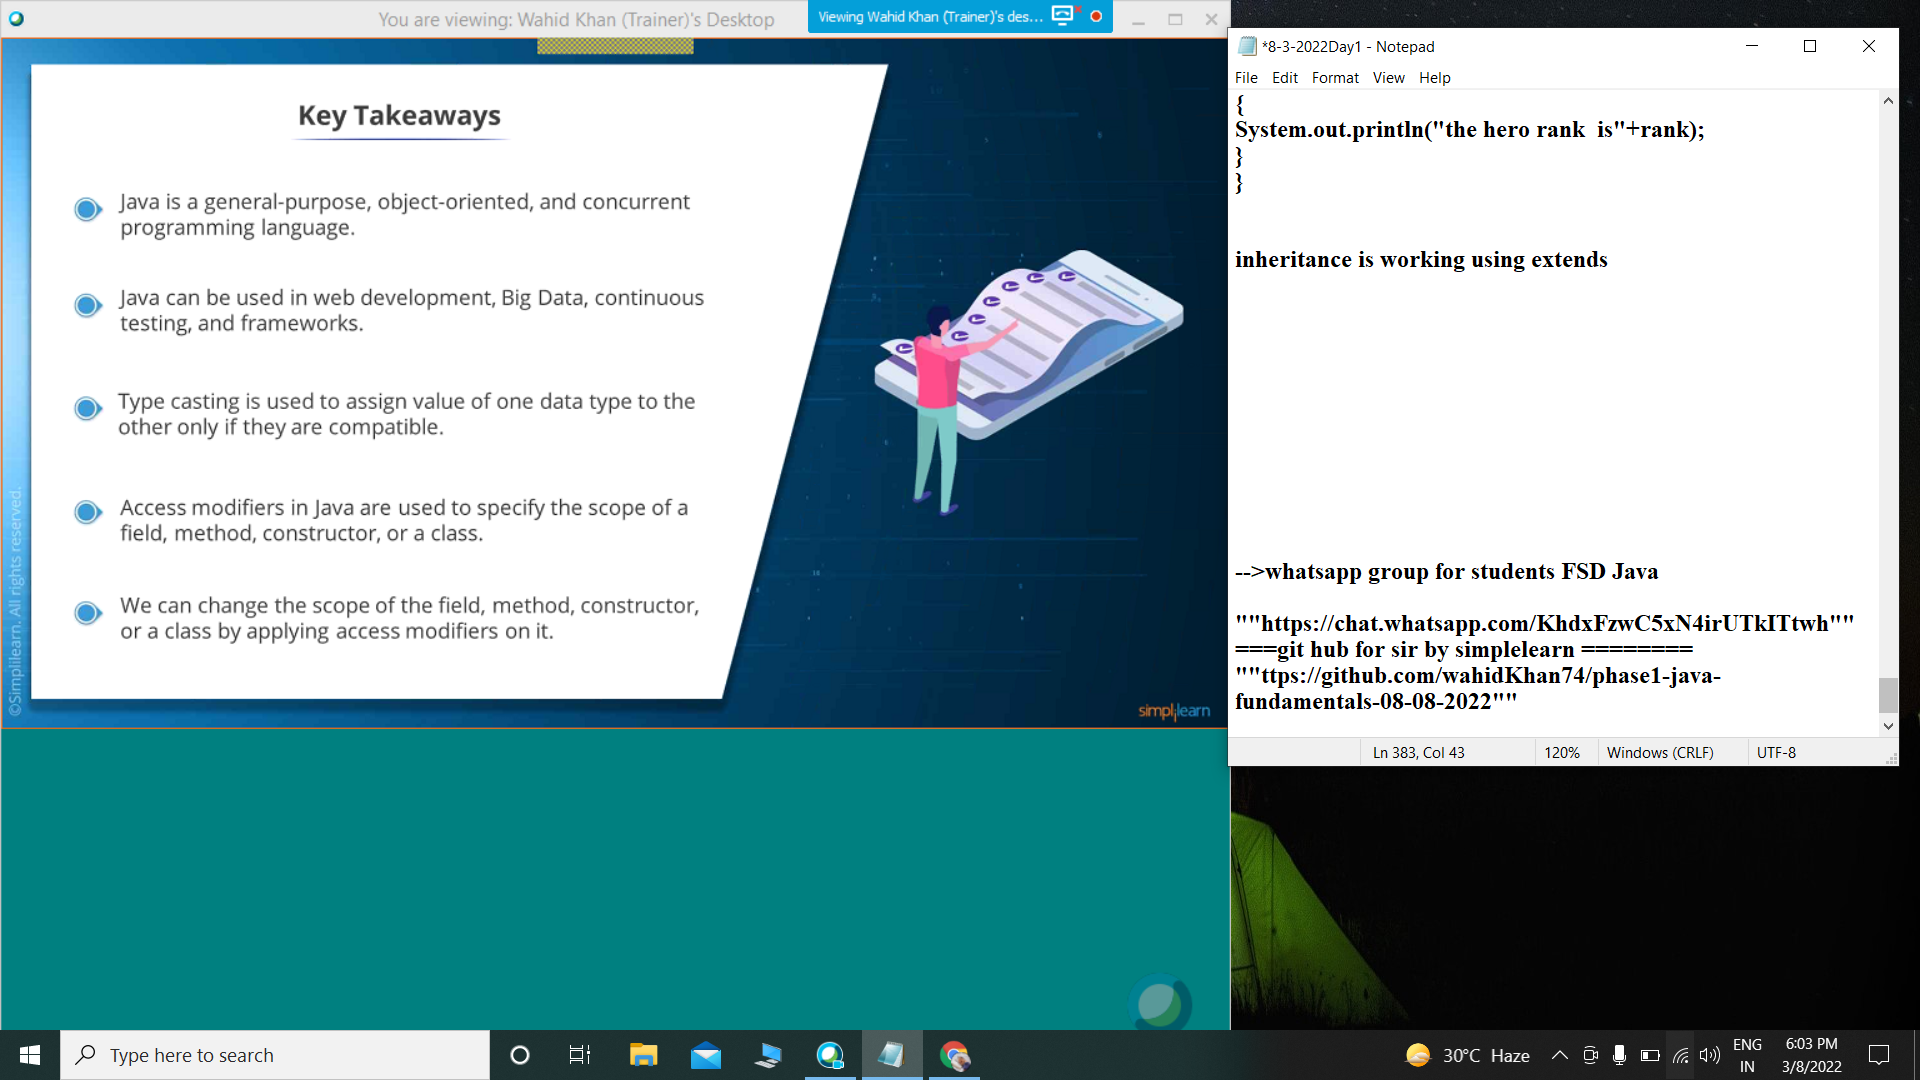 You are viewing: Wahid Khan (Trainer)'s Desktop
Viewing Wahid Khan (Trainer)'s des...
Key Takeaways
Java is a general-purpose, object-oriented, and concurrent
programming language.
Java can be used in web development, Big Data, continuous
testing, and frameworks.
Type casting is used to assign value of one data type to the
other only if they are compatible.
Access modifiers in Java are used to specify the scope of a
field, method, constructor, or a class.
We can change the scope of the field, method, constructor,
or a class by applying access modifiers on it.
©Simplilearn. All rights reserved.
simplilearn
*8-3-2022Day1 - Notepad
File Edit Format View Help
{
System.out.println("the hero rank  is"+rank);
}
}
inheritance is working using extends
-->whatsapp group for students FSD Java
""https://chat.whatsapp.com/KhdxFzwC5xN4irUTkITtwh""
===git hub for sir by simplelearn ========
""ttps://github.com/wahidKhan74/phase1-java-
fundamentals-08-08-2022""
Ln 383, Col 43 120% Windows (CRLF) UTF-8
Type here to search
30°C Haze
ENG
IN
6:03 PM
3/8/2022